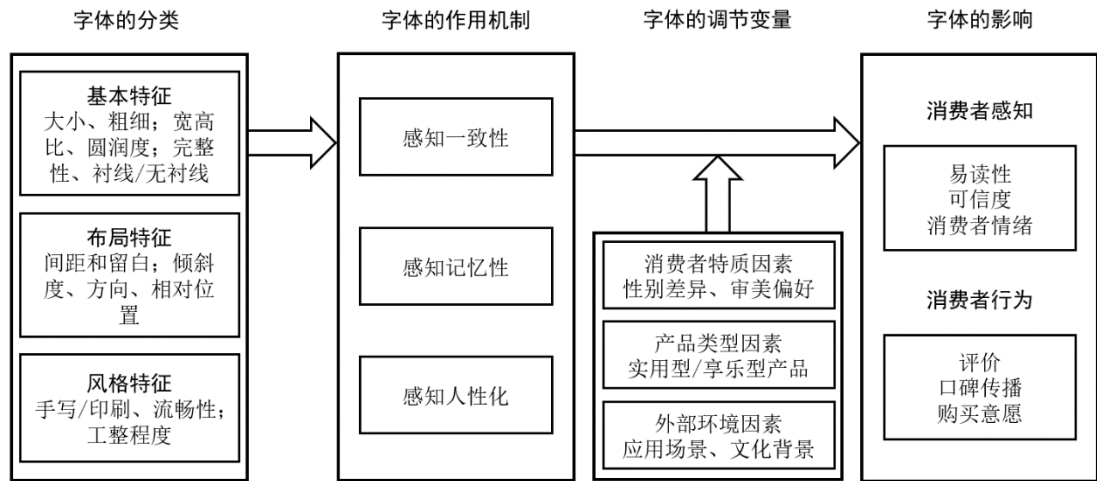 字体的分类
基本特征
大小、粗细；宽高
比、圆润度；完整
性、衬线/无衬线
布局特征
间距和留白；倾斜
度、方向、相对位
置
风格特征
手写/印刷、流畅性；
工整程度
字体的作用机制
感知一致性
感知记忆性
感知人性化
字体的调节变量
消费者特质因素
性别差异、审美偏好
产品类型因素
实用型/享乐型产品
外部环境因素
应用场景、文化背景
字体的影响
消费者感知
易读性
可信度
消费者情绪
消费者行为
评价
口碑传播
购买意愿